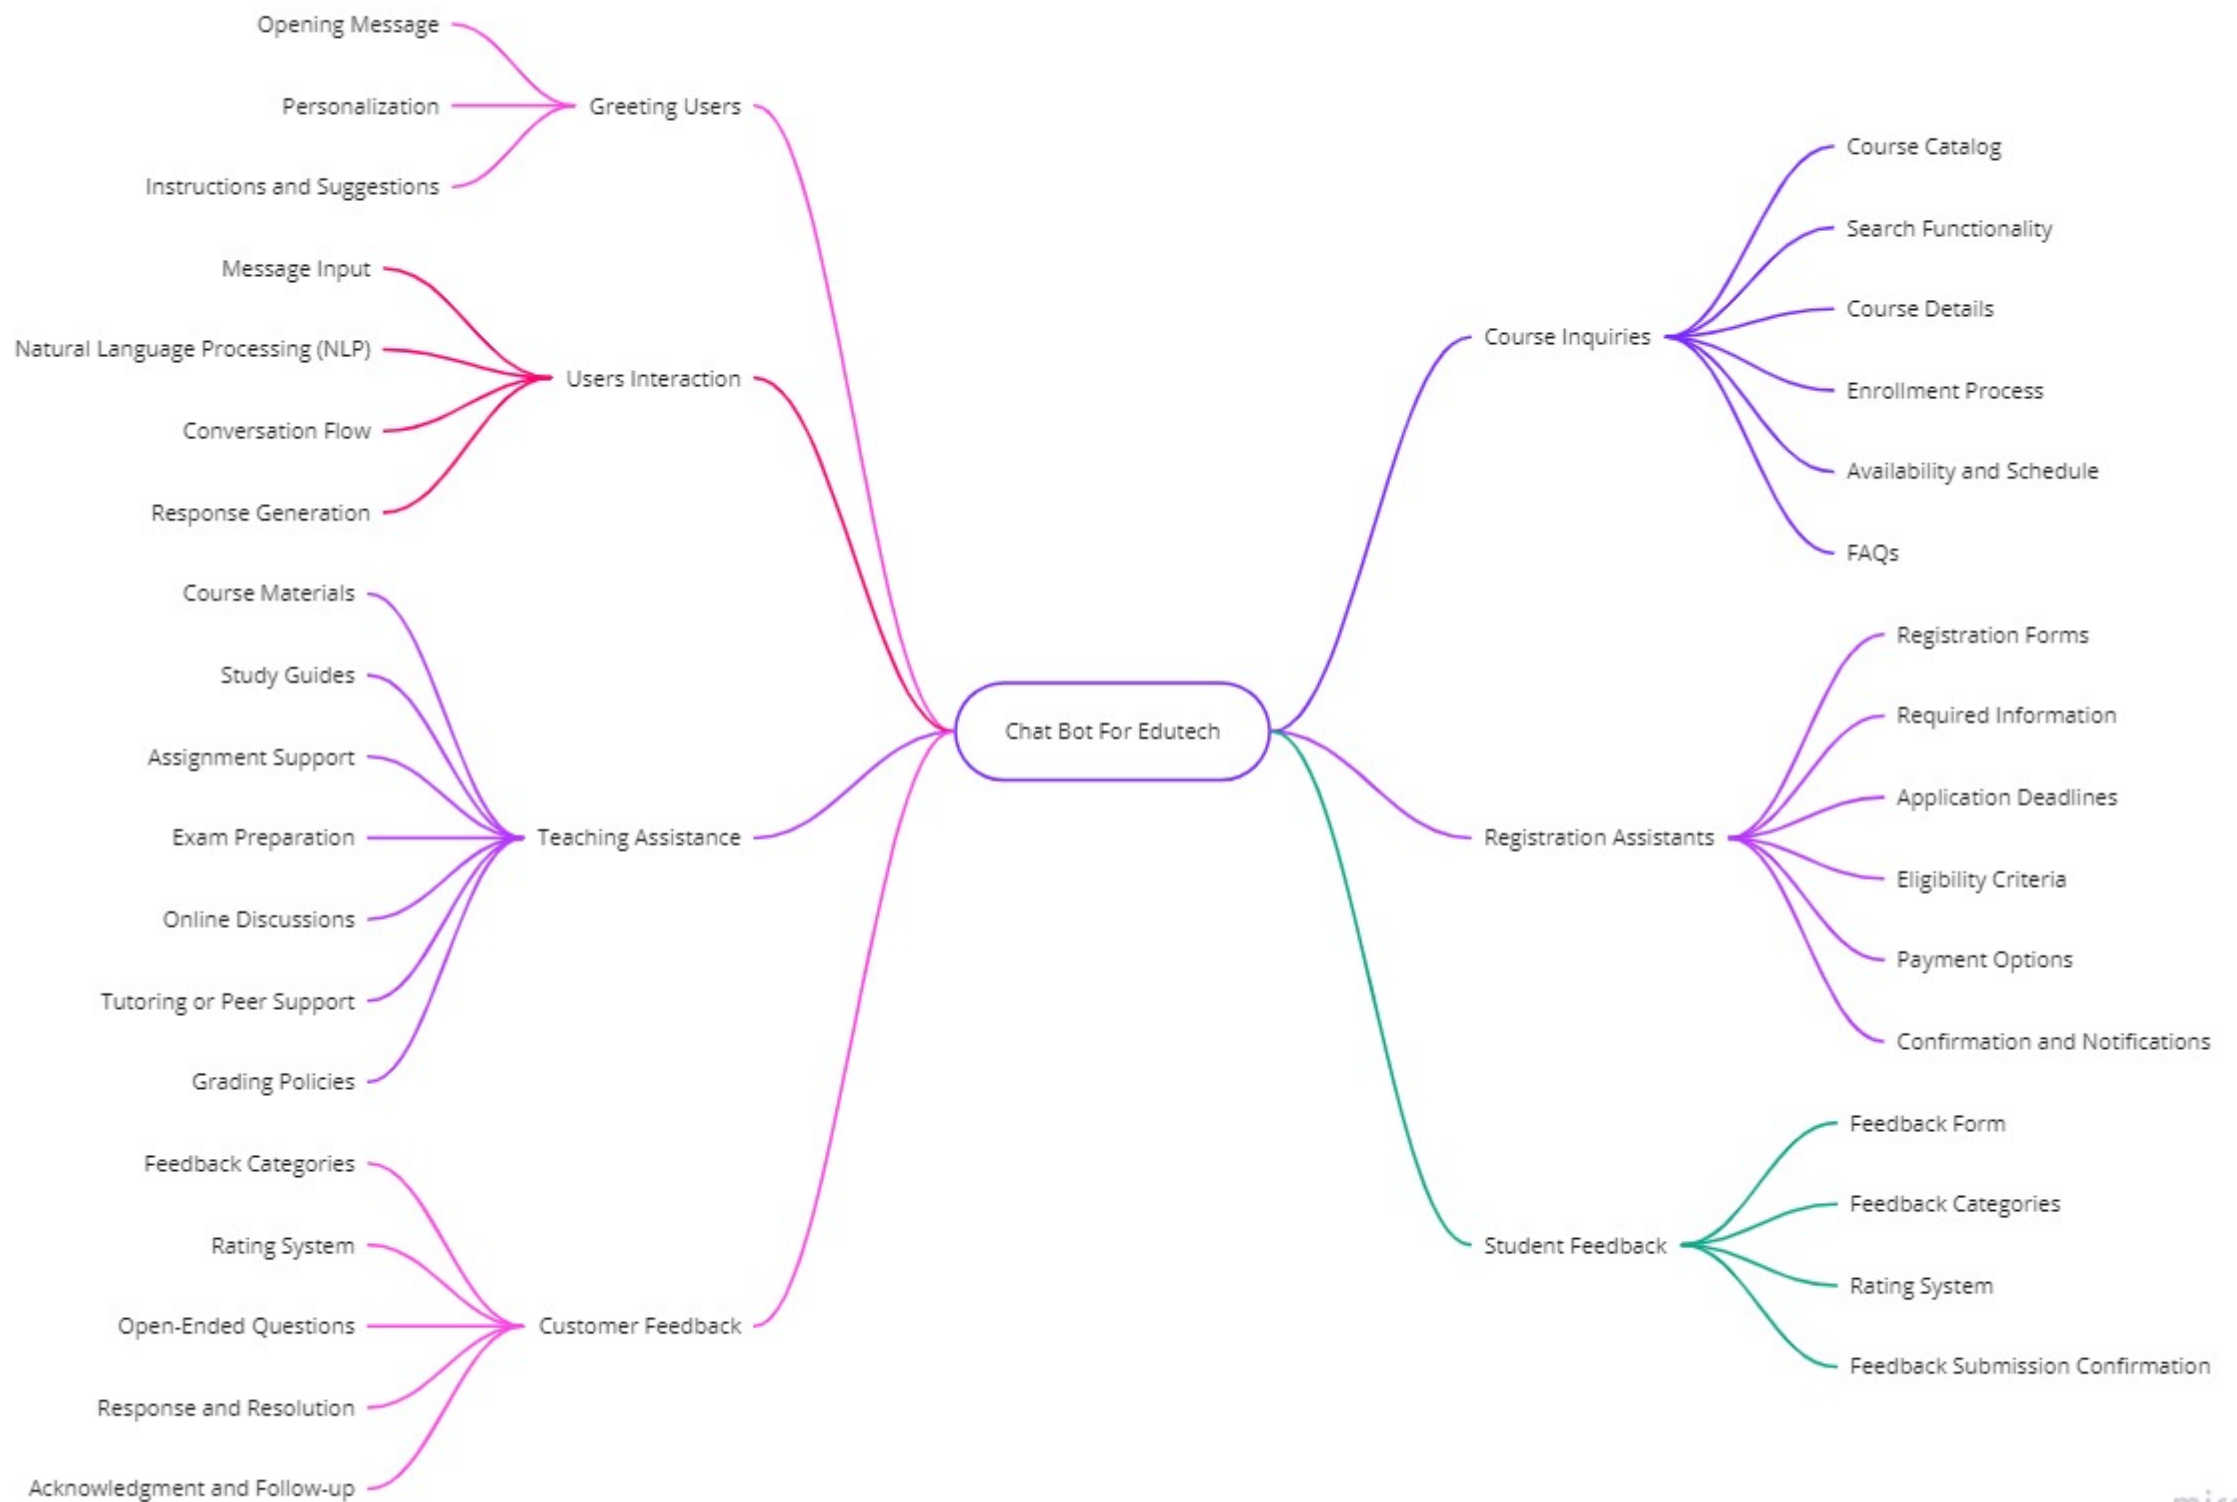 Opening Message
Personalization
Instructions and Suggestions
Greeting Users
Message Input
Natural Language Processing (NLP)
Conversation Flow
Response Generation
Users Interaction
Course Materials
Study Guides
Assignment Support
Exam Preparation
Online Discussions
Tutoring or Peer Support
Grading Policies
Teaching Assistance
Feedback Categories
Rating System
Open-Ended Questions
Response and Resolution
Acknowledgment and Follow-up
Customer Feedback
Chat Bot For Edutech
Course Inquiries
Course Catalog
Search Functionality
Course Details
Enrollment Process
Availability and Schedule
FAQs
Registration Assistants
Registration Forms
Required Information
Application Deadlines
Eligibility Criteria
Payment Options
Confirmation and Notifications
Student Feedback
Feedback Form
Feedback Categories
Rating System
Feedback Submission Confirmation